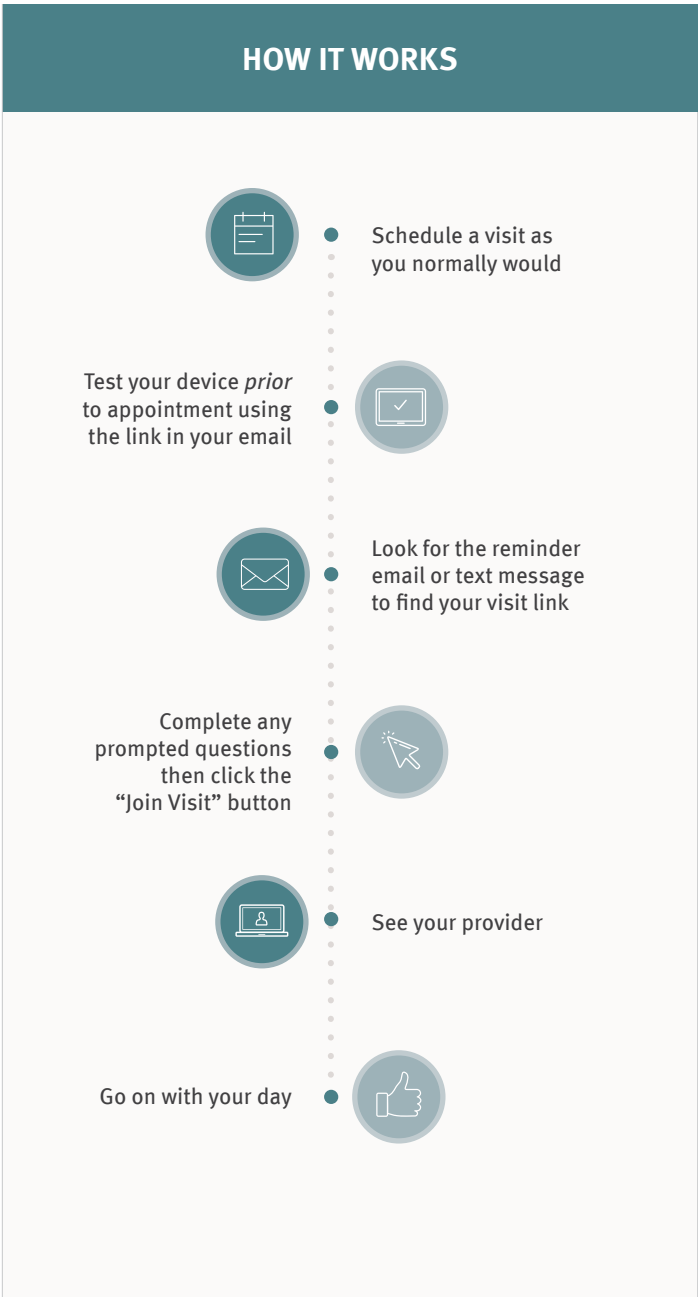 HOW IT WORKS
Schedule a visit as
you normally would
Test your device prior
to appointment using
the link in your email
Look for the reminder
email or text message
to find your visit link
Complete any
prompted questions
then click the
“Join Visit” button
See your provider
Go on with your day